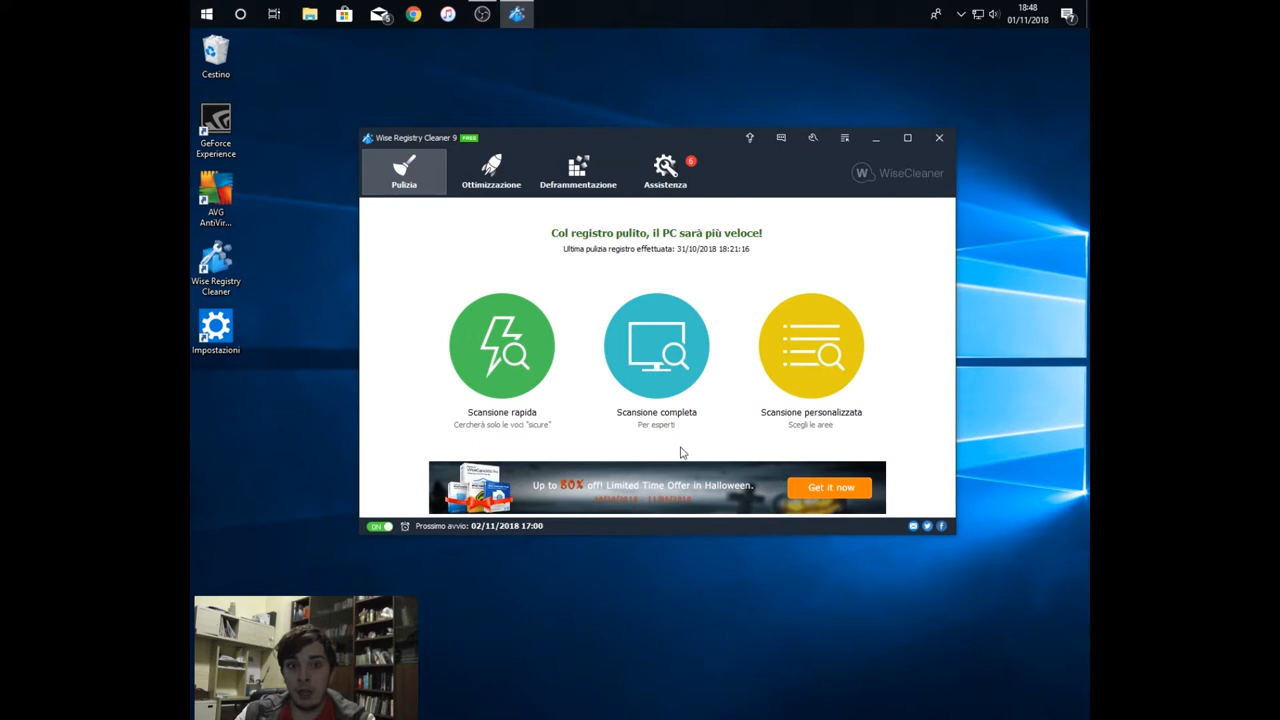 5
18:48
01/11/2018
7
Cestino
GeForce
Experience
AVG
AntiVir...
Wise Registry
Cleaner
Impostazioni
Wise Registry Cleaner 9 FREE
Pulizia
Ottimizzazione
Deframmentazione
Assistenza
6
W WiseCleaner
Col registro pulito, il PC sarà più veloce!
Ultima pulizia registro effettuata: 31/10/2018 18:21:16
Scansione rapida
Cercherà solo le voci "sicure"
Scansione completa
Per esperti
Scansione personalizzata
Scegli le aree
Up to 80% off! Limited Time Offer in Halloween.
Get it now
ON
Prossimo avvio: 02/11/2018 17:00